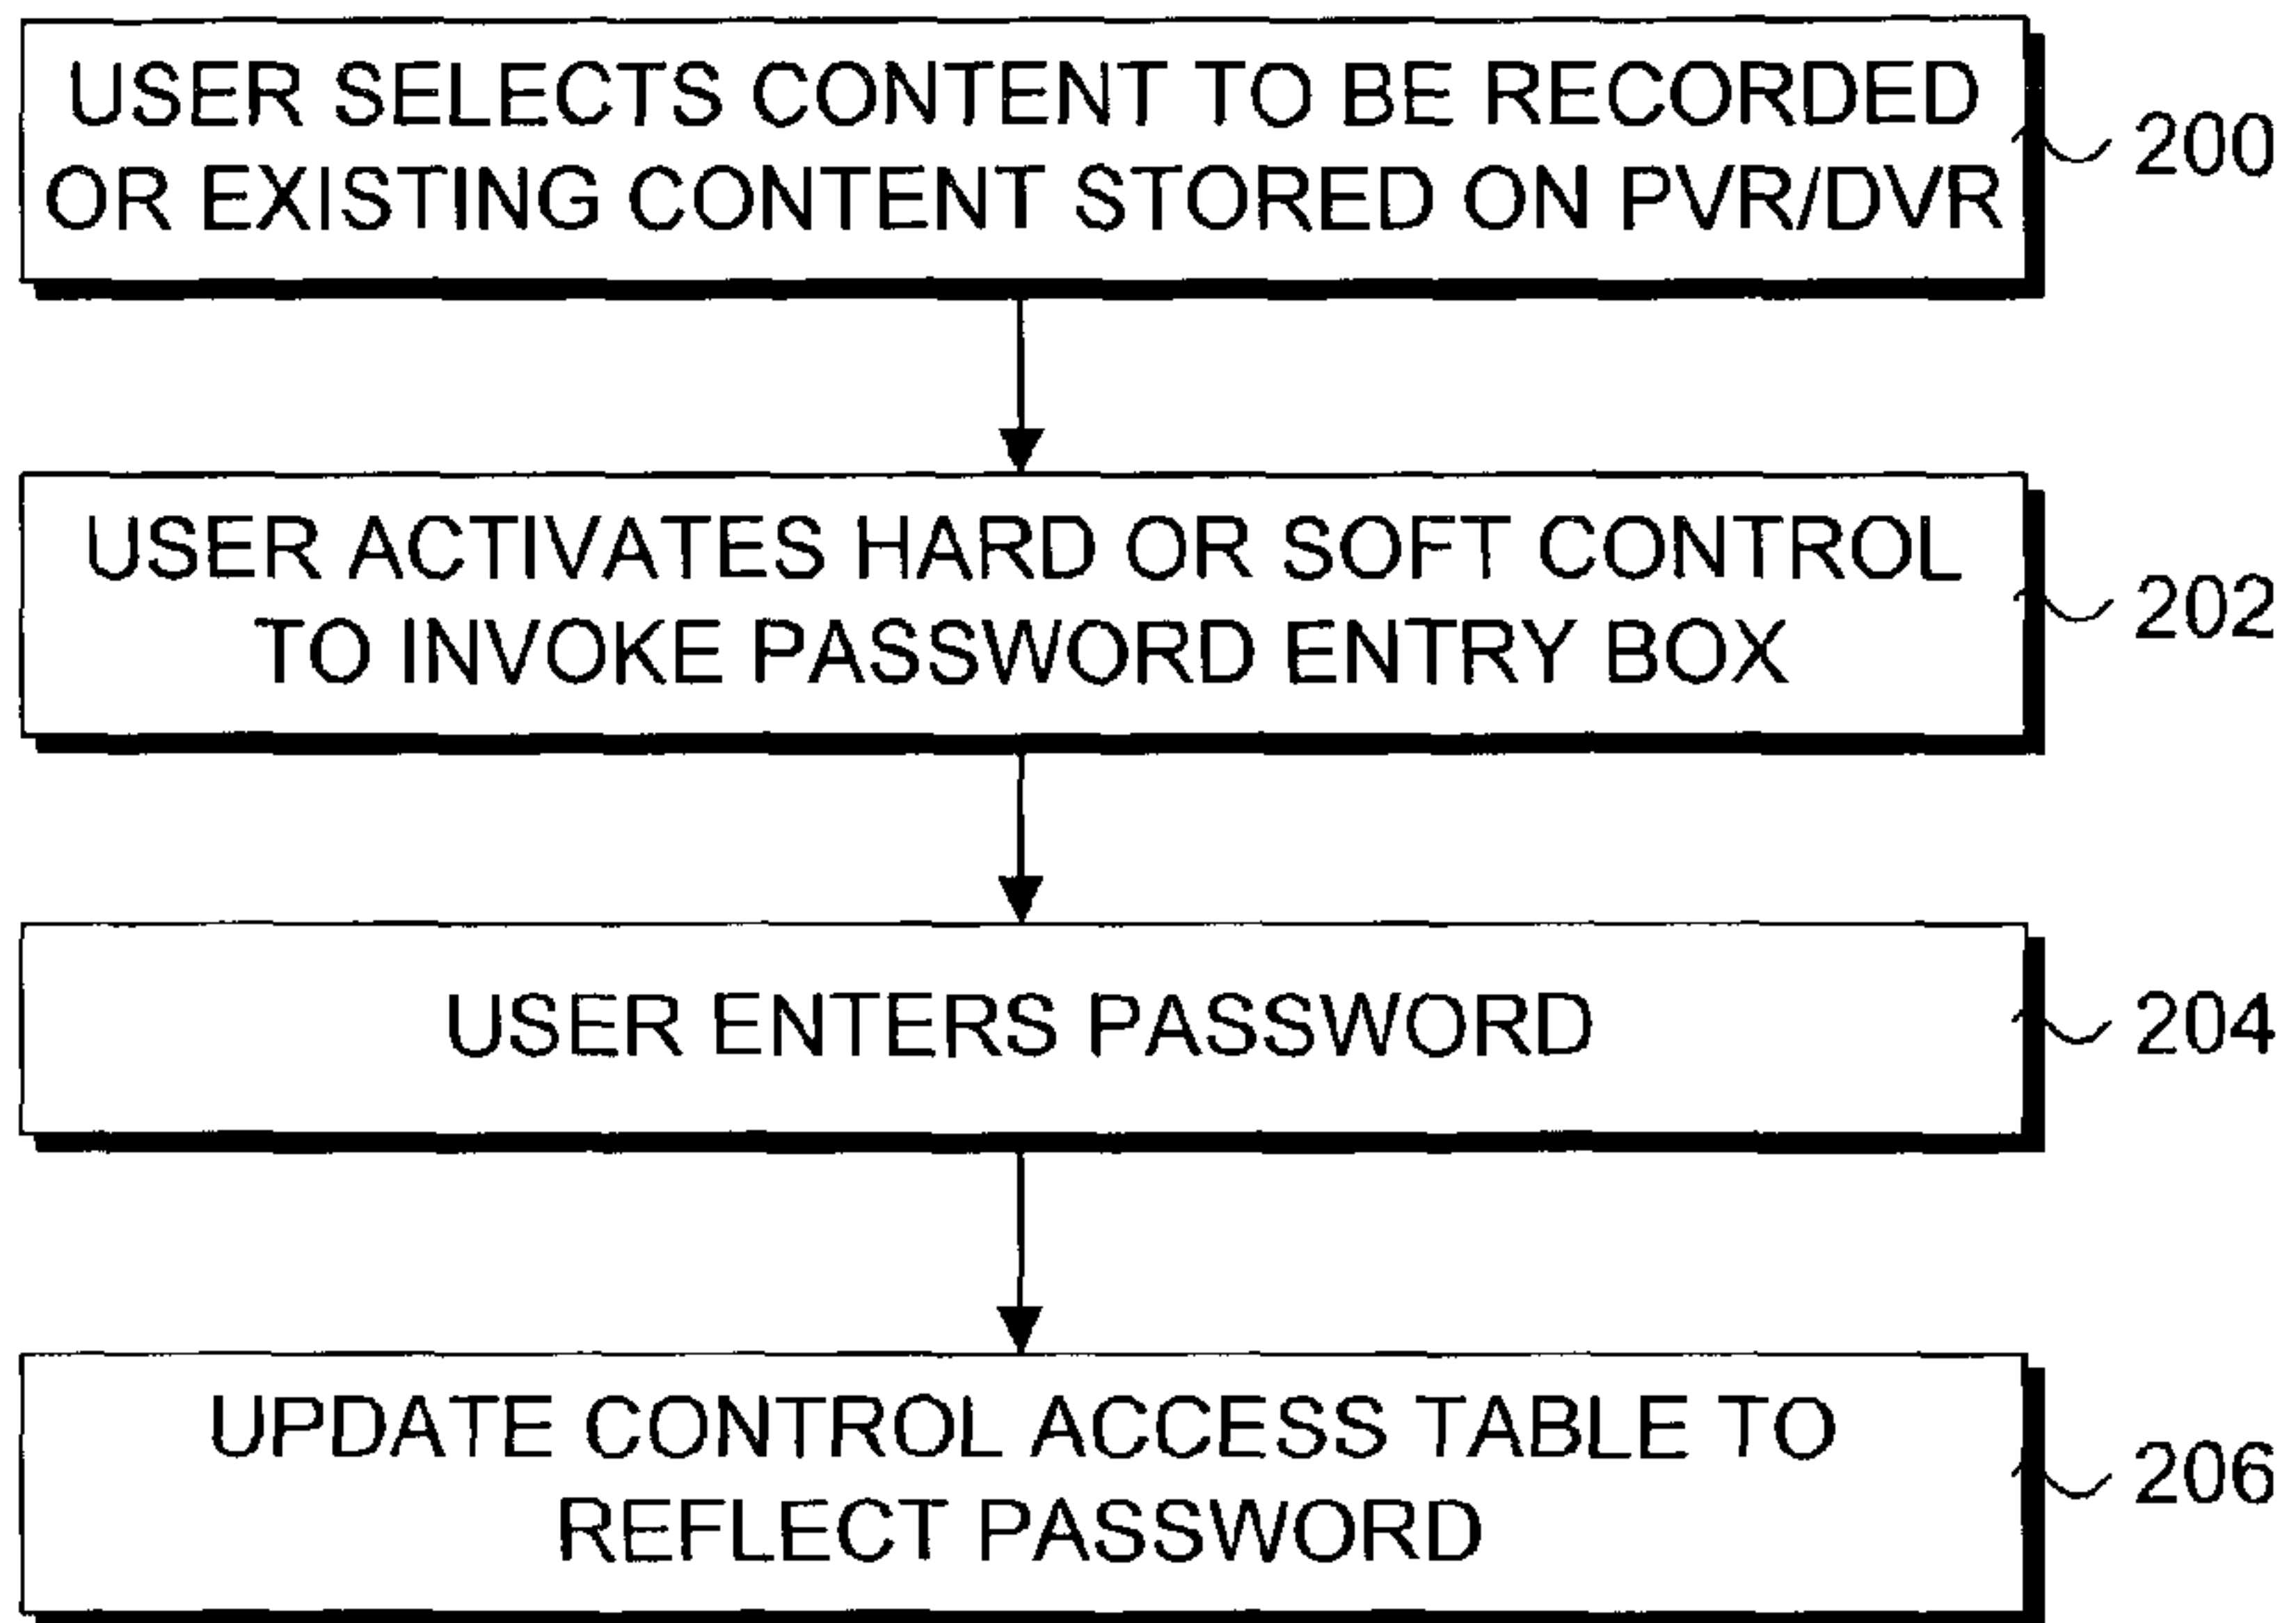 USER SELECTS CONTENT TO BE RECORDED
OR EXISTING CONTENT STORED ON PVR/DVR
200
USER ACTIVATES HARD OR SOFT CONTROL
TO INVOKE PASSWORD ENTRY BOX
202
USER ENTERS PASSWORD
204
UPDATE CONTROL ACCESS TABLE TO
REFLECT PASSWORD
206